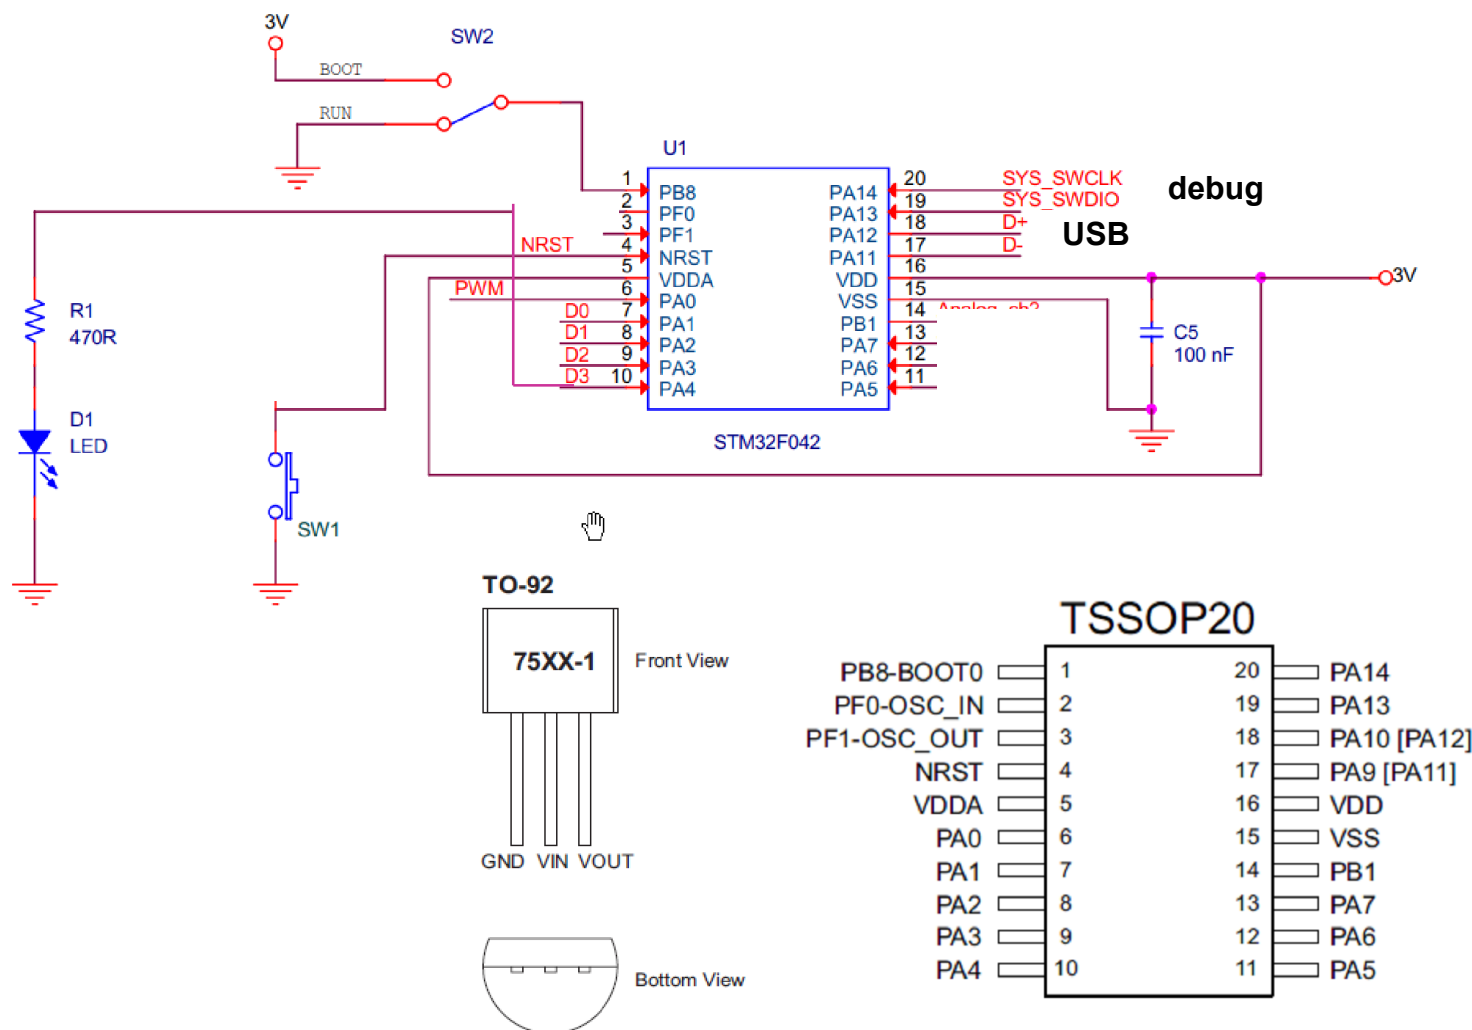 3V
SW2
BOOT
RUN
U1
1 PB8
2 PF0
3 PF1
NRST 4 NRST
5 VDDA
PWM 6 PA0
D0 7 PA1
D1 8 PA2
D2 9 PA3
D3 10 PA4
PA14 20 SYS_SWCLK
PA13 19 SYS_SWDIO
debug
PA12 18 D+
USB
PA11 17 D-
VDD 16
3V
VSS 15
PB1 14
PA7 13
PA6 12
PA5 11
STM32F042
C5
100 nF
R1
470R
D1
LED
SW1
TO-92
75XX-1
Front View
GND VIN VOUT
Bottom View
TSSOP20
PB8-BOOT0 1 20 PA14
PF0-OSC_IN 2 19 PA13
PF1-OSC_OUT 3 18 PA10 [PA12]
NRST 4 17 PA9 [PA11]
VDDA 5 16 VDD
PA0 6 15 VSS
PA1 7 14 PB1
PA2 8 13 PA7
PA3 9 12 PA6
PA4 10 11 PA5